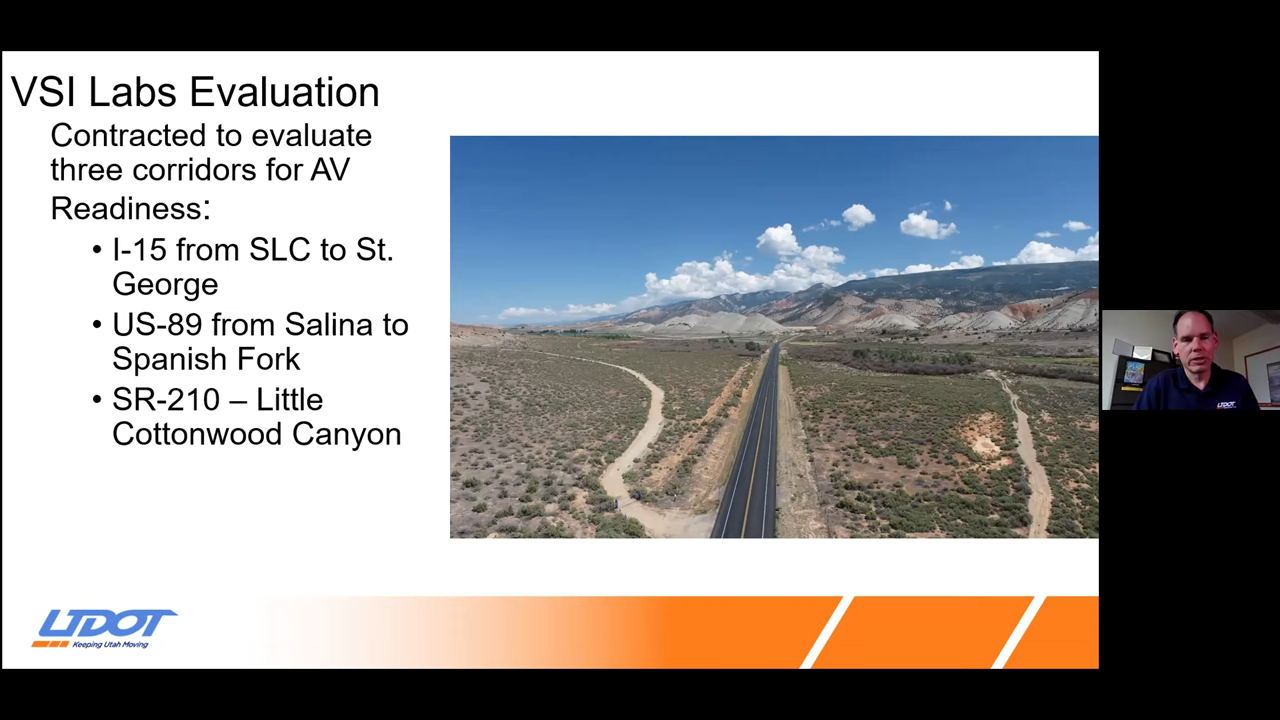 VSI Labs Evaluation
Contracted to evaluate
three corridors for AV
Readiness:
• I-15 from SLC to St.
George
• US-89 from Salina to
Spanish Fork
• SR-210 – Little
Cottonwood Canyon
UDOT
Keeping Utah Moving
UDOT